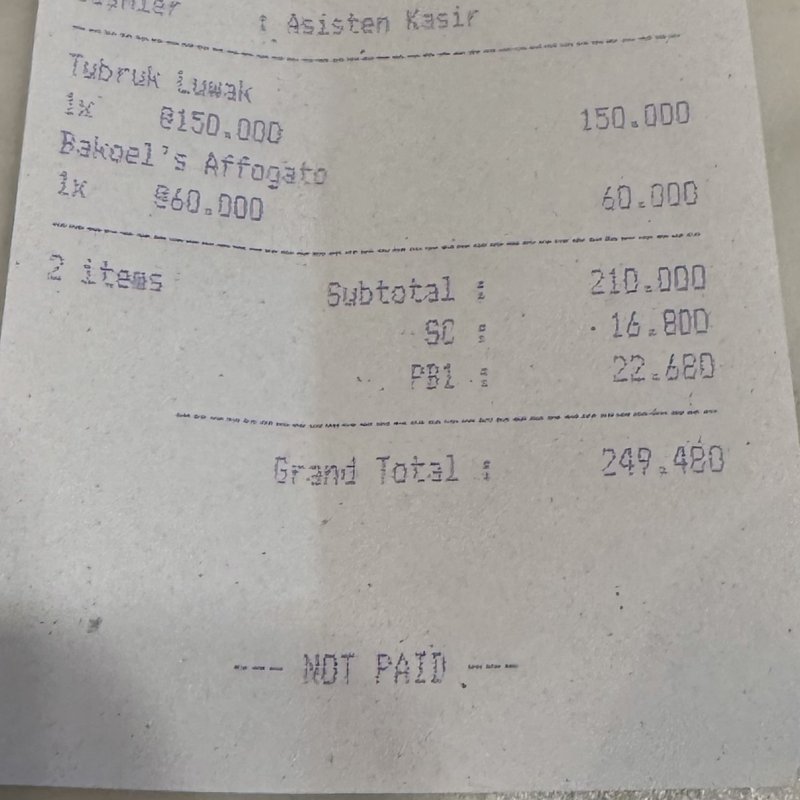 Cashier : Asisten Kasir
Tubruk Luwak
1x @150.000 150.000
Bakoel's Affogato
1x @60.000 60.000
2 items Subtotal : 210.000
SC : 16.800
PB1 : 22.680
Grand Total : 249.480
--- NOT PAID ---